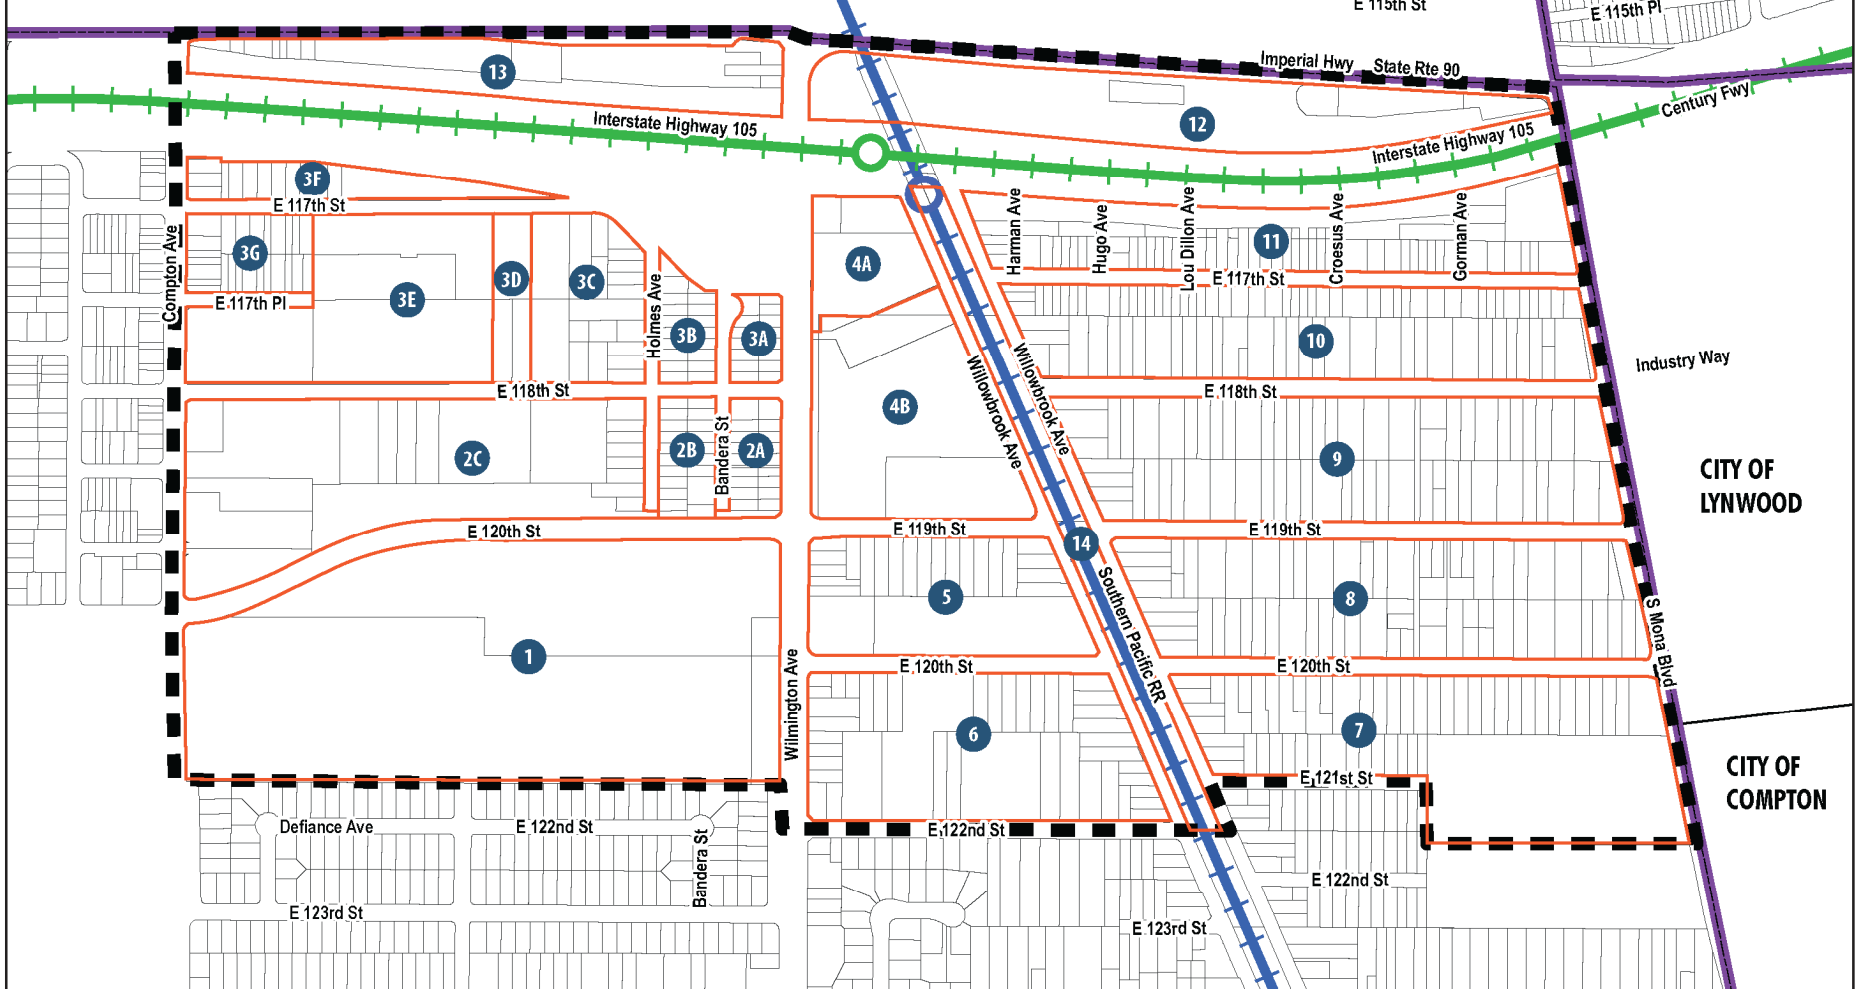 E 115th St
E 115th Pl
Imperial Hwy
State Rte 90
13
Century Fwy
12
Interstate Highway 105
Interstate Highway 105
3F
E 117th St
Compton Ave
3G
3D
3C
3E
E 117th Pl
Holmes Ave
3B
3A
4A
Harman Ave
Hugo Ave
Lou Dillon Ave
11
Croesus Ave
Gorman Ave
E 117th St
10
Industry Way
E 118th St
E 118th St
Willowbrook Ave
Willowbrook Ave
4B
2C
2B
Bandera St
2A
9
CITY OF
LYNWOOD
E 120th St
E 119th St
E 119th St
14
5
Southern Pacific RR
8
S Mona Blvd
1
Wilmington Ave
E 120th St
E 120th St
6
7
CITY OF
COMPTON
E 121st St
Defiance Ave
E 122nd St
Bandera St
E 122nd St
E 122nd St
E 123rd St
E 123rd St